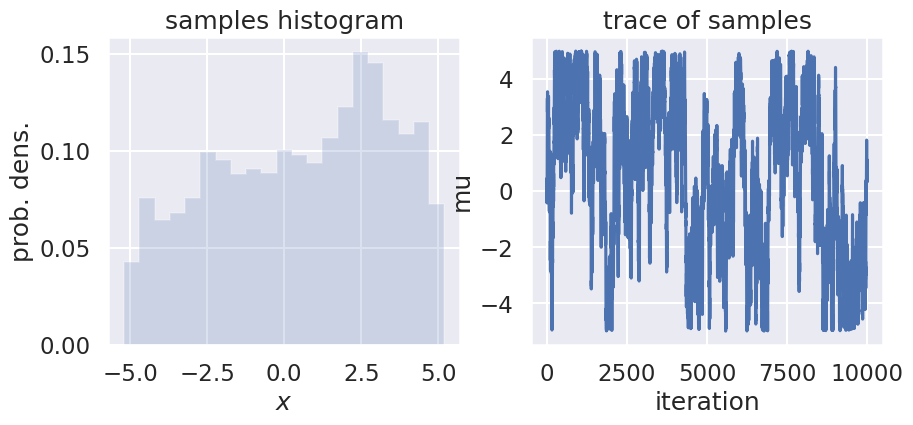 samples histogram
prob. dens.
0.15
0.10
0.05
0.00
−5.0 −2.5 0.0 2.5 5.0
x
trace of samples
mu
4
2
0
−2
−4
0 2500 5000 7500 10000
iteration